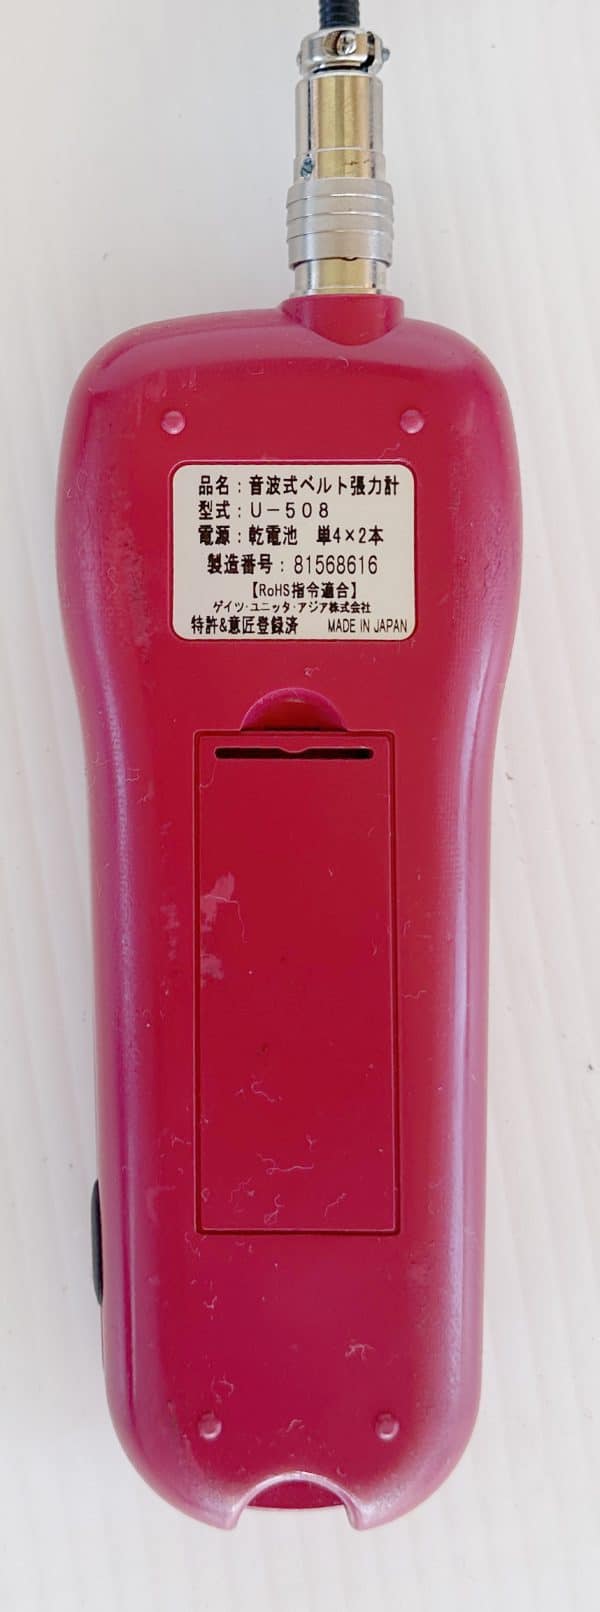 品名：音波式ベルト張力計
型式：U－508
電源：乾電池　単4×2本
製造番号：81568616
【RoHS指令適合】
ゲイツ・ユニッタ・アジア株式会社
特許&意匠登録済　MADE IN JAPAN